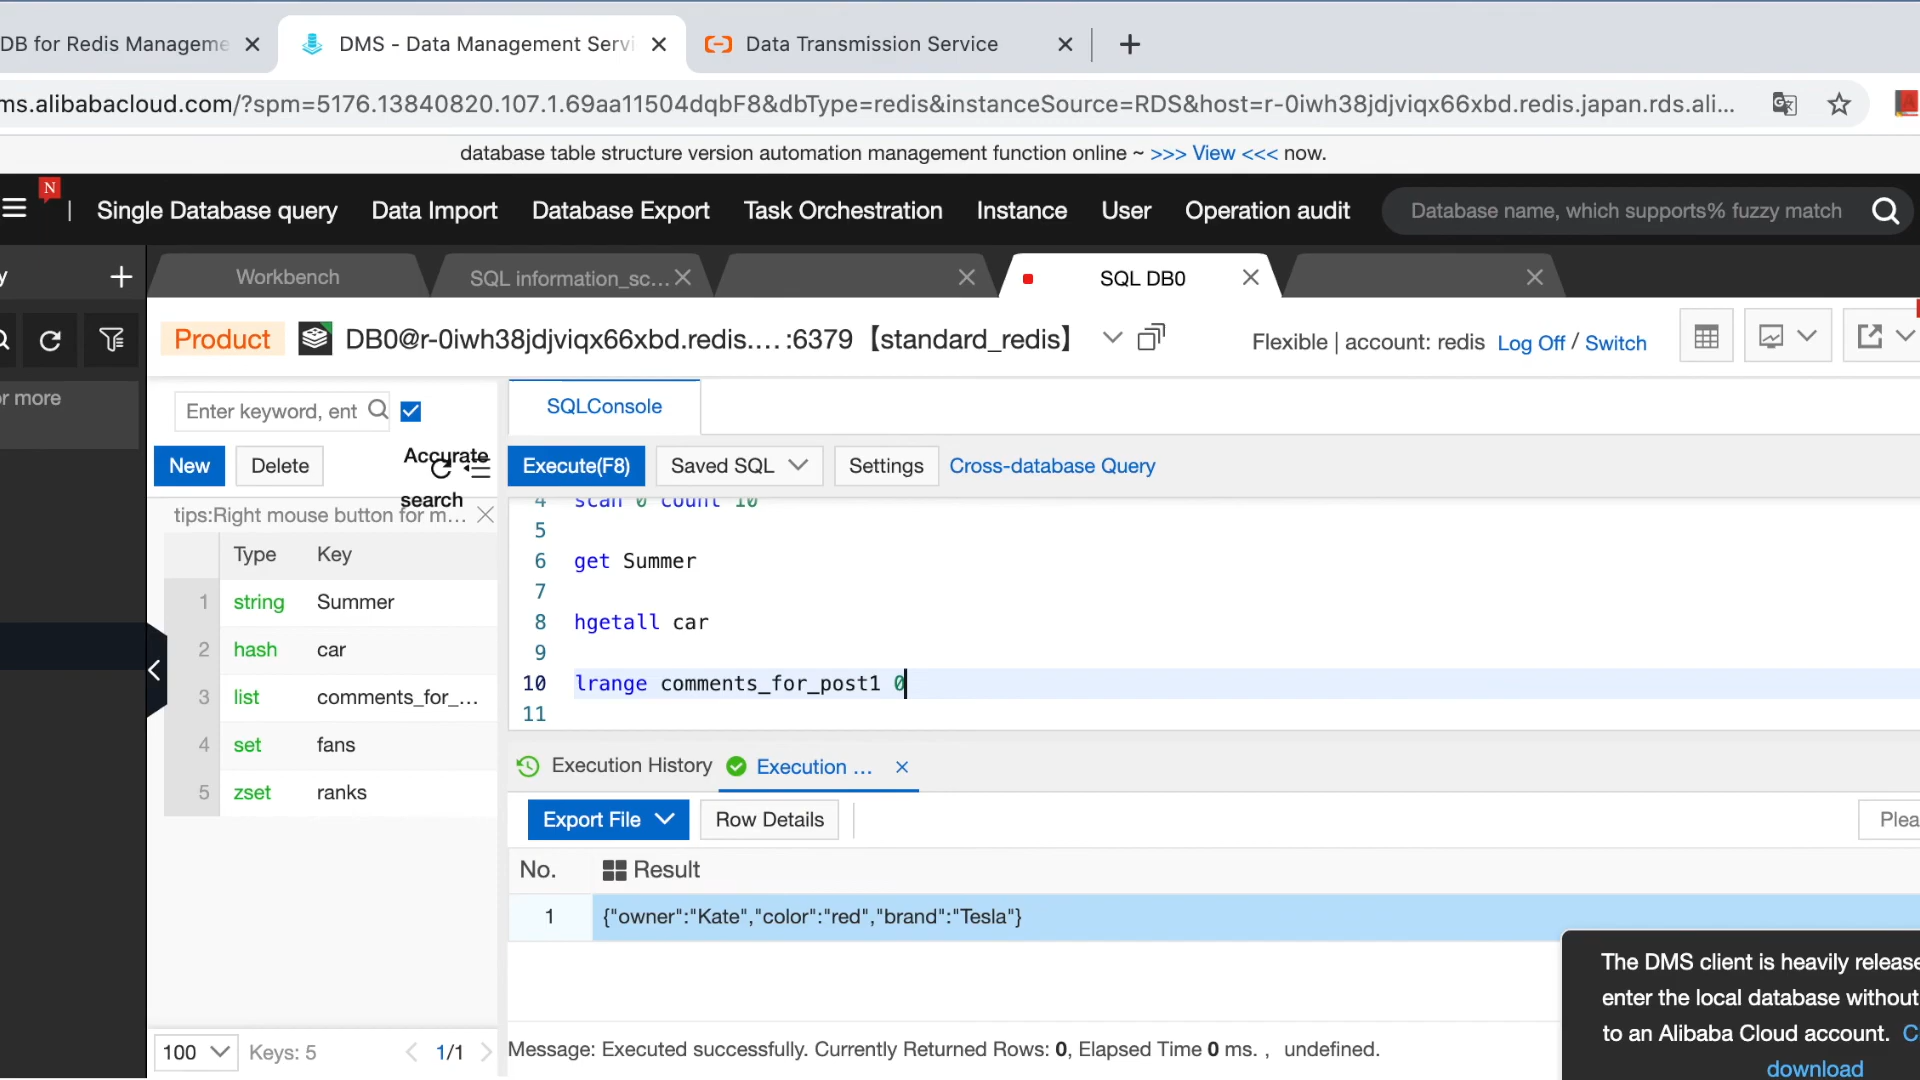 DB for Redis Manageme
DMS - Data Management Servi
Data Transmission Service
ms.alibabacloud.com/?spm=5176.13840820.107.1.69aa11504dqbF8&dbType=redis&instanceSource=RDS&host=r-0iwh38jdjviqx66xbd.redis.japan.rds.ali...
database table structure version automation management function online ~ >>> View <<< now.
N
Single Database query
Data Import
Database Export
Task Orchestration
Instance
User
Operation audit
Database name, which supports% fuzzy match
y
Workbench
SQL information_sc...
SQL DB0
Product
DB0@r-0iwh38jdjviqx66xbd.redis.... :6379【standard_redis】
Flexible | account: redis Log Off / Switch
r more
Enter keyword, ent
Accurate
search
New
Delete
tips:Right mouse button for m...
Type Key
1 string Summer
2 hash car
3 list comments_for_...
4 set fans
5 zset ranks
100
Keys: 5
1/1
SQLConsole
Execute(F8)
Saved SQL
Settings
Cross-database Query
4 scan 0 count 10
5
6 get Summer
7
8 hgetall car
9
10 lrange comments_for_post1 0
11
Execution History
Execution ...
Export File
Row Details
Plea
No. Result
1 {"owner":"Kate","color":"red","brand":"Tesla"}
Message: Executed successfully. Currently Returned Rows: 0, Elapsed Time 0 ms. , undefined.
The DMS client is heavily release
enter the local database without
to an Alibaba Cloud account. C
download